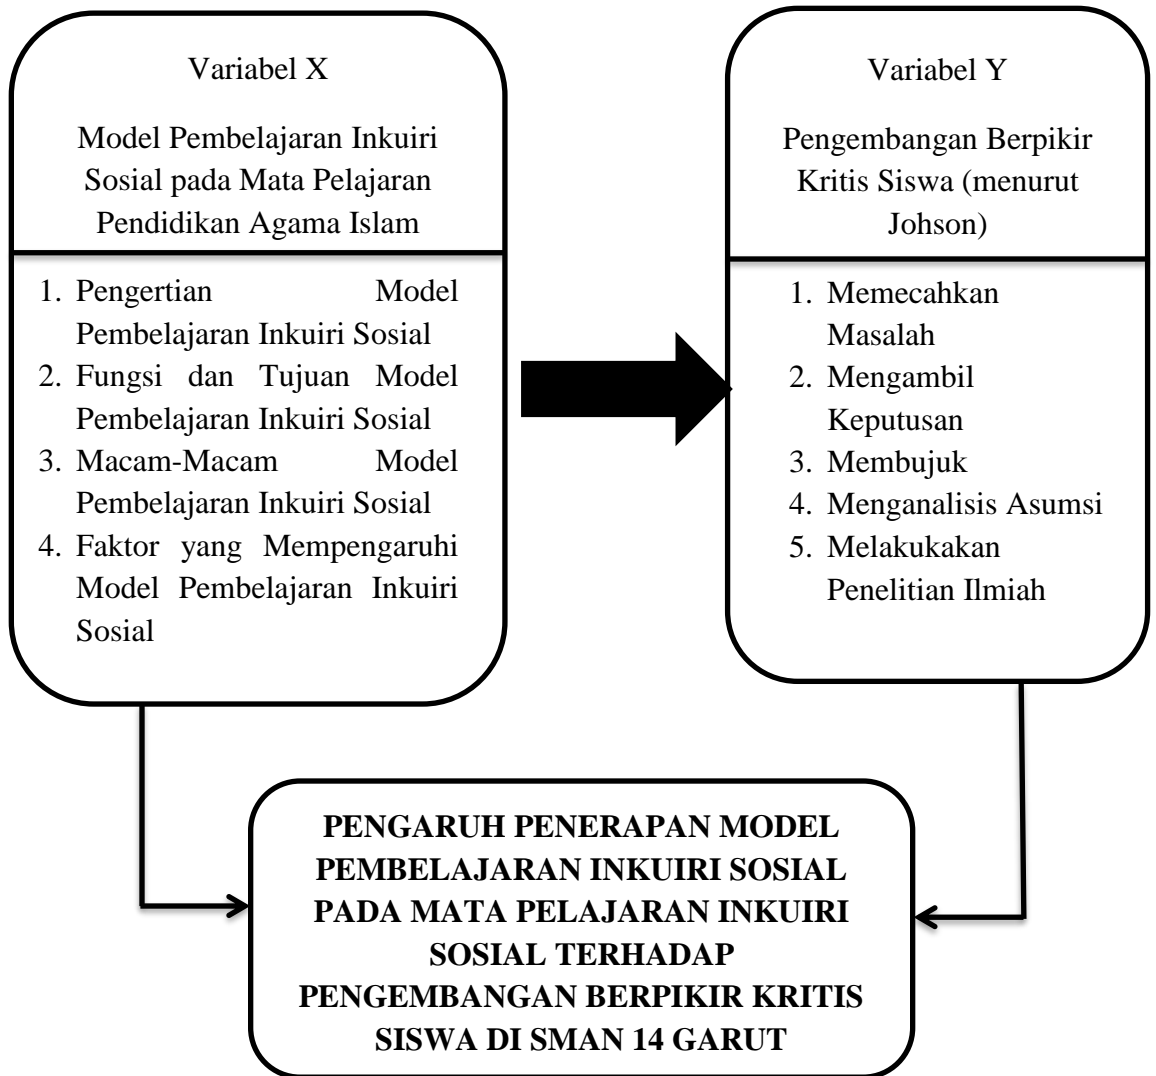 Variabel X
Model Pembelajaran Inkuiri
Sosial pada Mata Pelajaran
Pendidikan Agama Islam
1. Pengertian Model
Pembelajaran Inkuiri Sosial
2. Fungsi dan Tujuan Model
Pembelajaran Inkuiri Sosial
3. Macam-Macam Model
Pembelajaran Inkuiri Sosial
4. Faktor yang Mempengaruhi
Model Pembelajaran Inkuiri
Sosial
Variabel Y
Pengembangan Berpikir
Kritis Siswa (menurut
Johson)
1. Memecahkan
Masalah
2. Mengambil
Keputusan
3. Membujuk
4. Menganalisis Asumsi
5. Melakukakan
Penelitian Ilmiah
PENGARUH PENERAPAN MODEL
PEMBELAJARAN INKUIRI SOSIAL
PADA MATA PELAJARAN INKUIRI
SOSIAL TERHADAP
PENGEMBANGAN BERPIKIR KRITIS
SISWA DI SMAN 14 GARUT